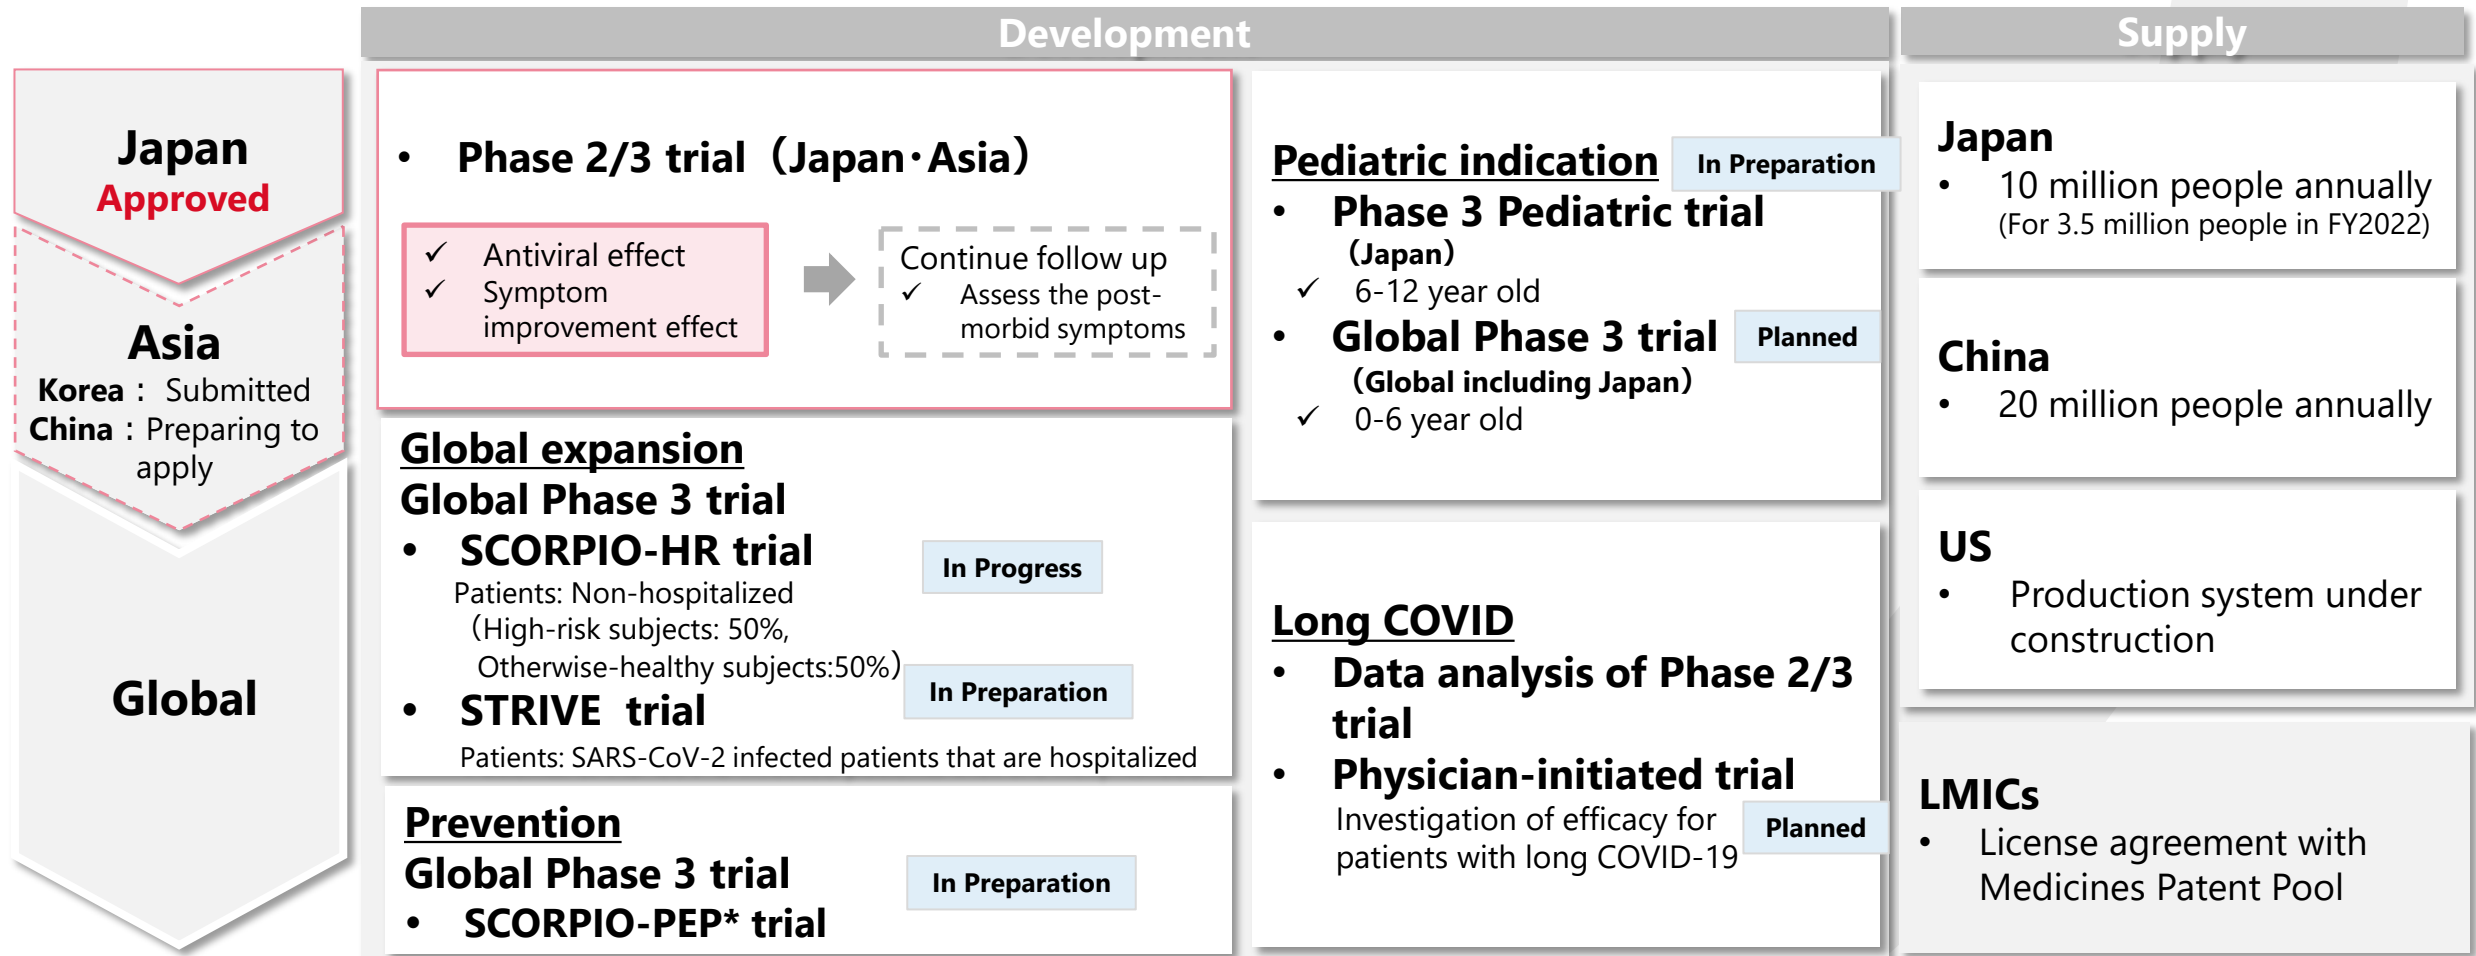 Development
Supply
Japan
Approved
Asia
Korea： Submitted
China：Preparing to
apply
Global
• Phase 2/3 trial（Japan･Asia）
✓ Antiviral effect
✓ Symptom
improvement effect
Continue follow up
✓ Assess the post-
morbid symptoms
Global expansion
Global Phase 3 trial
• SCORPIO-HR trial
In Progress
Patients: Non-hospitalized
（High-risk subjects: 50%,
Otherwise-healthy subjects:50%）
• STRIVE trial
In Preparation
Patients: SARS-CoV-2 infected patients that are hospitalized
Prevention
Global Phase 3 trial
In Preparation
• SCORPIO-PEP* trial
Pediatric indication
In Preparation
• Phase 3 Pediatric trial
（Japan）
✓ 6-12 year old
• Global Phase 3 trial
Planned
（Global including Japan）
✓ 0-6 year old
Long COVID
• Data analysis of Phase 2/3
trial
• Physician-initiated trial
Investigation of efficacy for
patients with long COVID-19
Planned
Japan
• 10 million people annually
(For 3.5 million people in FY2022)
China
• 20 million people annually
US
• Production system under
construction
LMICs
• License agreement with
Medicines Patent Pool